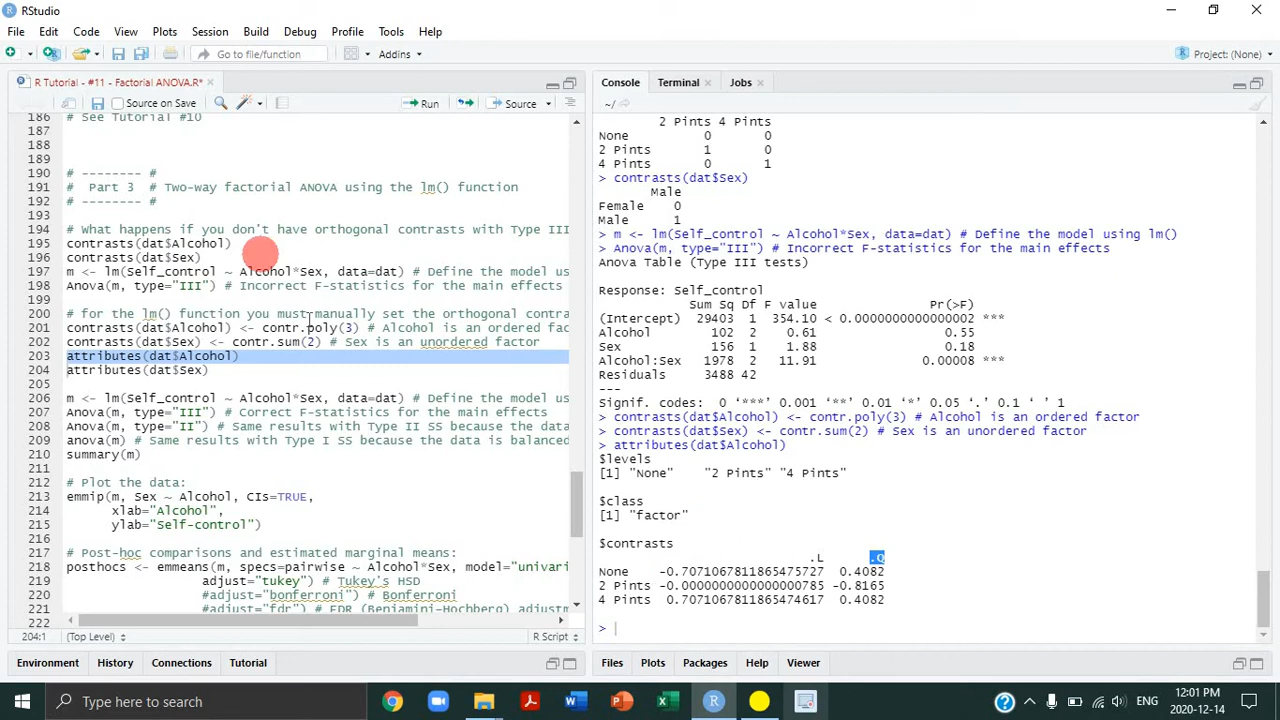 RStudio
File Edit Code View Plots Session Build Debug Profile Tools Help
Go to file/function Addins Project: (None)
R Tutorial - #11 - Factorial ANOVA.R*
Source on Save Run Source
186 # See Tutorial #10
187
188
189
190 # -------- #
191 # Part 3 # Two-way factorial ANOVA using the lm() function
192 # -------- #
193
194 # What happens if you don't have orthogonal contrasts with Type III
195 contrasts(dat$Alcohol)
196 contrasts(dat$Sex)
197 m <- lm(Self_control ~ Alcohol*Sex, data=dat) # Define the model us
198 Anova(m, type="III") # Incorrect F-statistics for the main effects
199
200 # for the lm() function you must manually set the orthogonal contra
201 contrasts(dat$Alcohol) <- contr.poly(3) # Alcohol is an ordered fac
202 contrasts(dat$Sex) <- contr.sum(2) # Sex is an unordered factor
203 attributes(dat$Alcohol)
204 attributes(dat$Sex)
205
206 m <- lm(Self_control ~ Alcohol*Sex, data=dat) # Define the model us
207 Anova(m, type="III") # Correct F-statistics for the main effects
208 Anova(m, type="II") # Same results with Type II SS because the data
209 anova(m) # Same results with Type I SS because the data is balanced
210 summary(m)
211
212 # Plot the data:
213 emmip(m, Sex ~ Alcohol, CIs=TRUE,
214 xlab="Alcohol",
215 ylab="Self-control")
216
217 # Post-hoc comparisons and estimated marginal means:
218 posthocs <- emmeans(m, specs=pairwise ~ Alcohol*Sex, model="univari
219 adjust="tukey") # Tukey's HSD
220 #adjust="bonferroni") # Bonferroni
221 #adjust="fdr") # FDR (Benjamini-Hochberg) adjustm
222
204:1 (Top Level) R Script
Environment History Connections Tutorial
Console Terminal Jobs
~/
2 Pints 4 Pints
None 0 0
2 Pints 1 0
4 Pints 0 1
> contrasts(dat$Sex)
Male
Female 0
Male 1
> m <- lm(Self_control ~ Alcohol*Sex, data=dat) # Define the model using lm()
> Anova(m, type="III") # Incorrect F-statistics for the main effects
Anova Table (Type III tests)
Response: Self_control
Sum Sq Df F value Pr(>F)
(Intercept) 29403 1 354.10 < 0.0000000000000002 ***
Alcohol 102 2 0.61 0.55
Sex 156 1 1.88 0.18
Alcohol:Sex 1978 2 11.91 0.00008 ***
Residuals 3488 42
---
Signif. codes: 0 ‘***’ 0.001 ‘**’ 0.01 ‘*’ 0.05 ‘.’ 0.1 ‘ ’ 1
> contrasts(dat$Alcohol) <- contr.poly(3) # Alcohol is an ordered factor
> contrasts(dat$Sex) <- contr.sum(2) # Sex is an unordered factor
> attributes(dat$Alcohol)
$levels
[1] "None" "2 Pints" "4 Pints"
$class
[1] "factor"
$contrasts
.L .Q
None -0.7071067811865475727 0.4082
2 Pints -0.0000000000000000785 -0.8165
4 Pints 0.7071067811865474617 0.4082
>
Files Plots Packages Help Viewer
Type here to search
ENG
12:01 PM
2020-12-14